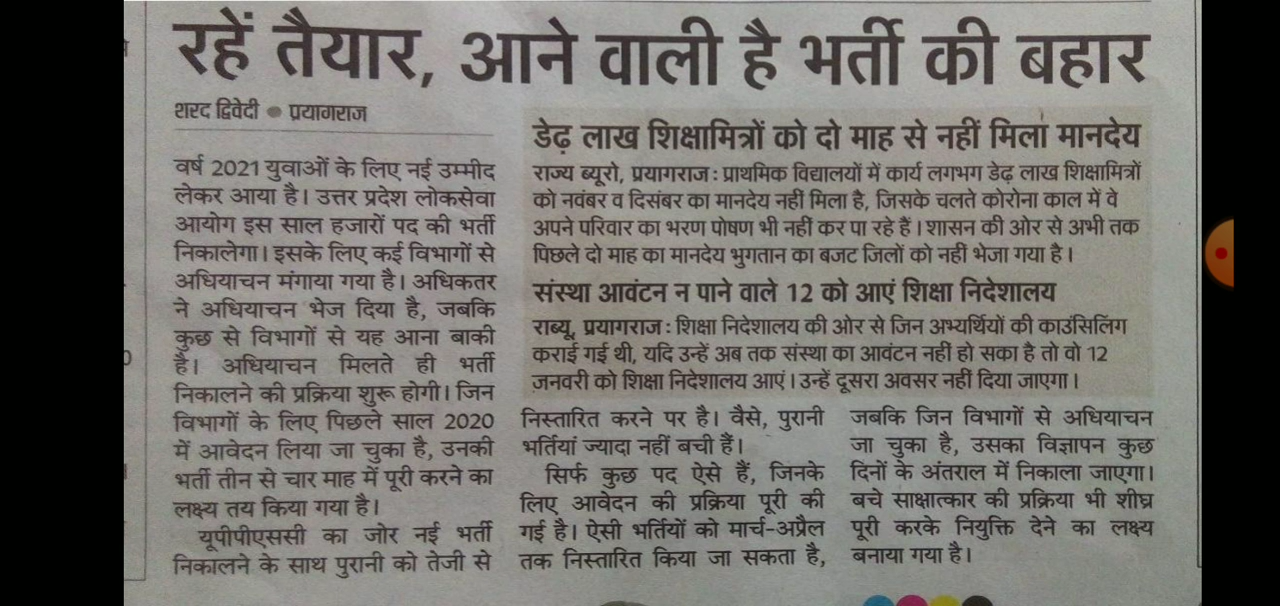 रहें तैयार, आने वाली है भर्ती की बहार
शरद द्विवेदी ● प्रयागराज
वर्ष 2021 युवाओं के लिए नई उम्मीद
लेकर आया है। उत्तर प्रदेश लोकसेवा
आयोग इस साल हजारों पद की भर्ती
निकालेगा। इसके लिए कई विभागों से
अधियाचन मंगाया गया है। अधिकतर
ने अधियाचन भेज दिया है, जबकि
कुछ से विभागों से यह आना बाकी
है। अधियाचन मिलते ही भर्ती
निकालने की प्रक्रिया शुरू होगी। जिन
विभागों के लिए पिछले साल 2020
में आवेदन लिया जा चुका है, उनकी
भर्ती तीन से चार माह में पूरी करने का
लक्ष्य तय किया गया है।
यूपीपीएससी का जोर नई भर्ती
निकालने के साथ पुरानी को तेजी से
निस्तारित करने पर है। वैसे, पुरानी
भर्तियां ज्यादा नहीं बची हैं।
सिर्फ कुछ पद ऐसे हैं, जिनके
लिए आवेदन की प्रक्रिया पूरी की
गई है। ऐसी भर्तियों को मार्च-अप्रैल
तक निस्तारित किया जा सकता है,
जबकि जिन विभागों से अधियाचन
जा चुका है, उसका विज्ञापन कुछ
दिनों के अंतराल में निकाला जाएगा।
बचे साक्षात्कार की प्रक्रिया भी शीघ्र
पूरी करके नियुक्ति देने का लक्ष्य
बनाया गया है।
डेढ़ लाख शिक्षामित्रों को दो माह से नहीं मिला मानदेय
राज्य ब्यूरो, प्रयागराज : प्राथमिक विद्यालयों में कार्य लगभग डेढ़ लाख शिक्षामित्रों
को नवंबर व दिसंबर का मानदेय नहीं मिला है, जिसके चलते कोरोना काल में वे
अपने परिवार का भरण पोषण भी नहीं कर पा रहे हैं। शासन की ओर से अभी तक
पिछले दो माह का मानदेय भुगतान का बजट जिलों को नहीं भेजा गया है।
संस्था आवंटन न पाने वाले 12 को आएं शिक्षा निदेशालय
राब्यू, प्रयागराज : शिक्षा निदेशालय की ओर से जिन अभ्यर्थियों की काउंसिलिंग
कराई गई थी, यदि उन्हें अब तक संस्था का आवंटन नहीं हो सका है तो वो 12
जनवरी को शिक्षा निदेशालय आएं। उन्हें दूसरा अवसर नहीं दिया जाएगा।